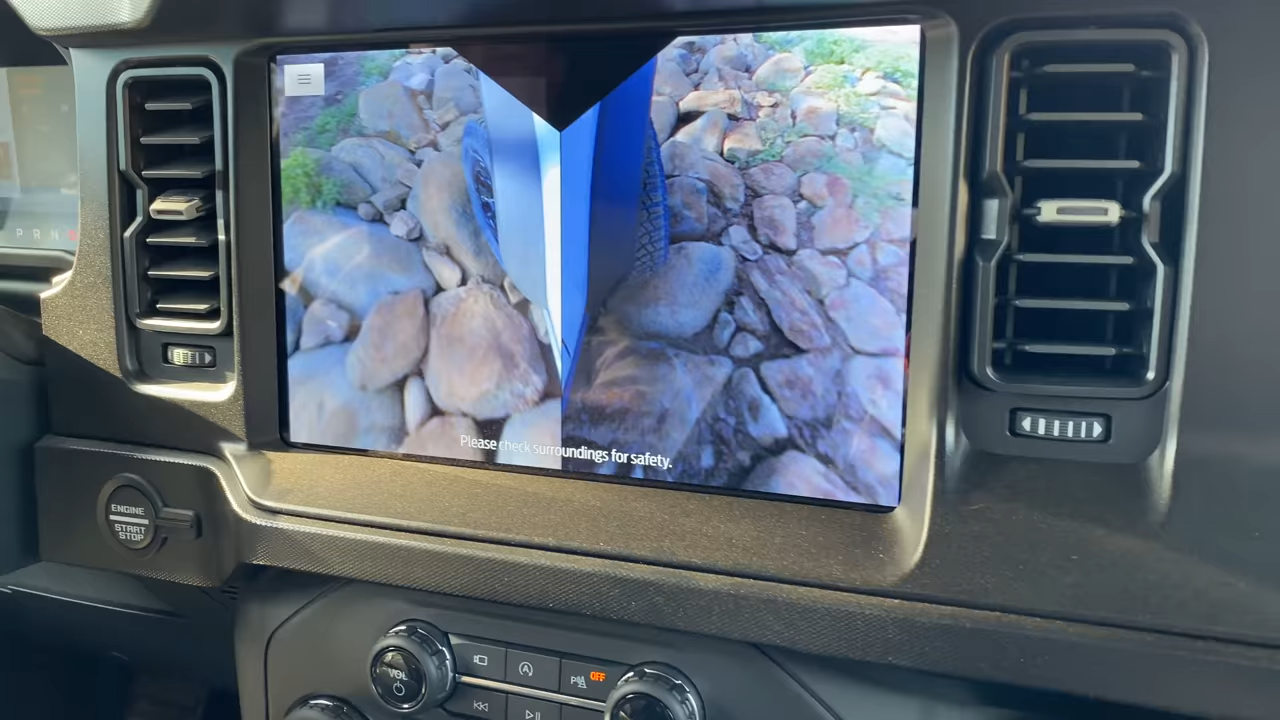 P R N
Please check surroundings for safety.
ENGINE
START
STOP
VOL
A
P OFF